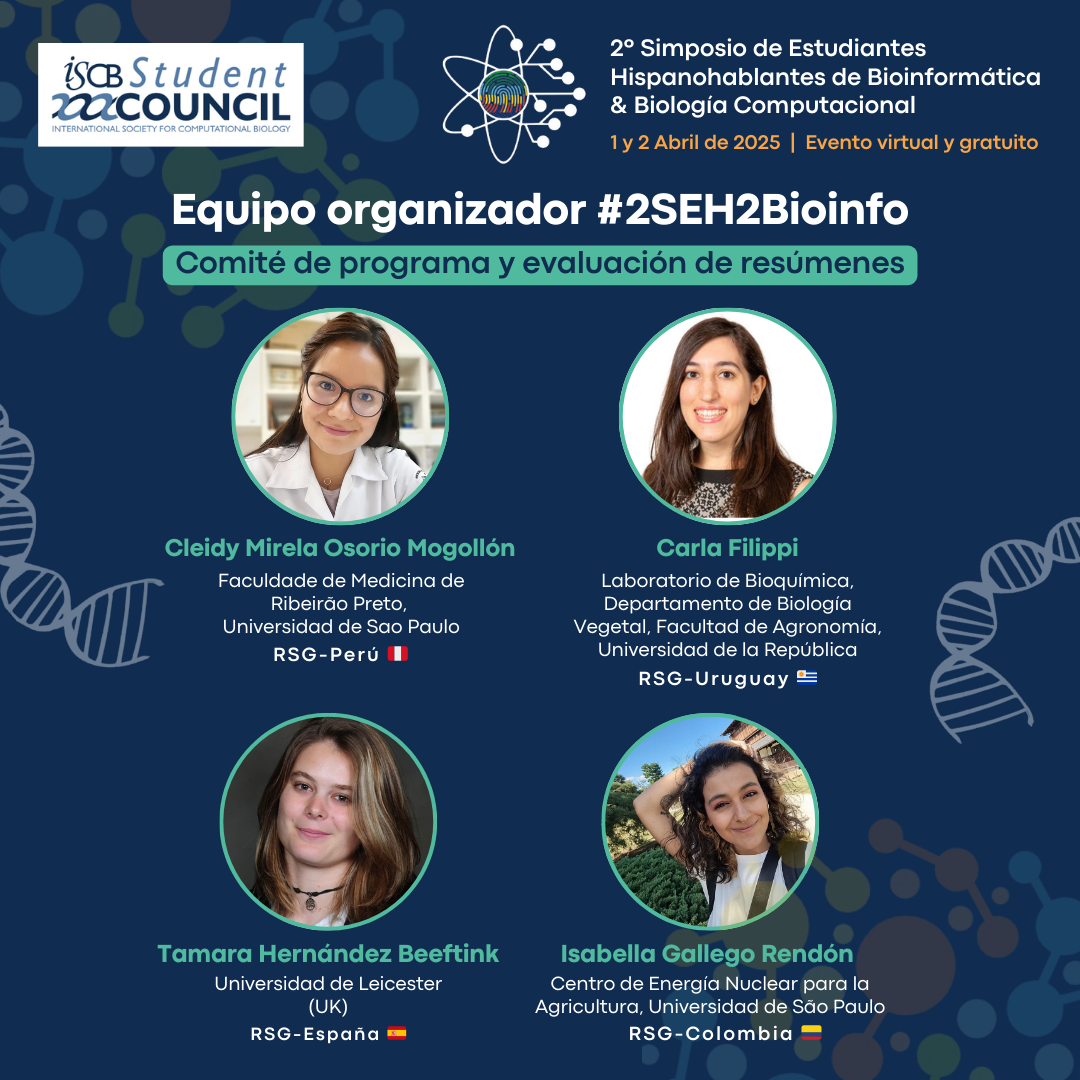 iSCB Student
COUNCIL
INTERNATIONAL SOCIETY FOR COMPUTATIONAL BIOLOGY
2º Simposio de Estudiantes
Hispanohablantes de Bioinformática
& Biología Computacional
1 y 2 Abril de 2025 | Evento virtual y gratuito
Equipo organizador #2SEH2Bioinfo
Comité de programa y evaluación de resúmenes
Cleidy Mirela Osorio Mogollón
Faculdade de Medicina de
Ribeirão Preto,
Universidad de Sao Paulo
RSG-Perú
Carla Filippi
Laboratorio de Bioquímica,
Departamento de Biología
Vegetal, Facultad de Agronomía,
Universidad de la República
RSG-Uruguay
Tamara Hernández Beeftink
Universidad de Leicester
(UK)
RSG-España
Isabella Gallego Rendón
Centro de Energía Nuclear para la
Agricultura, Universidad de São Paulo
RSG-Colombia